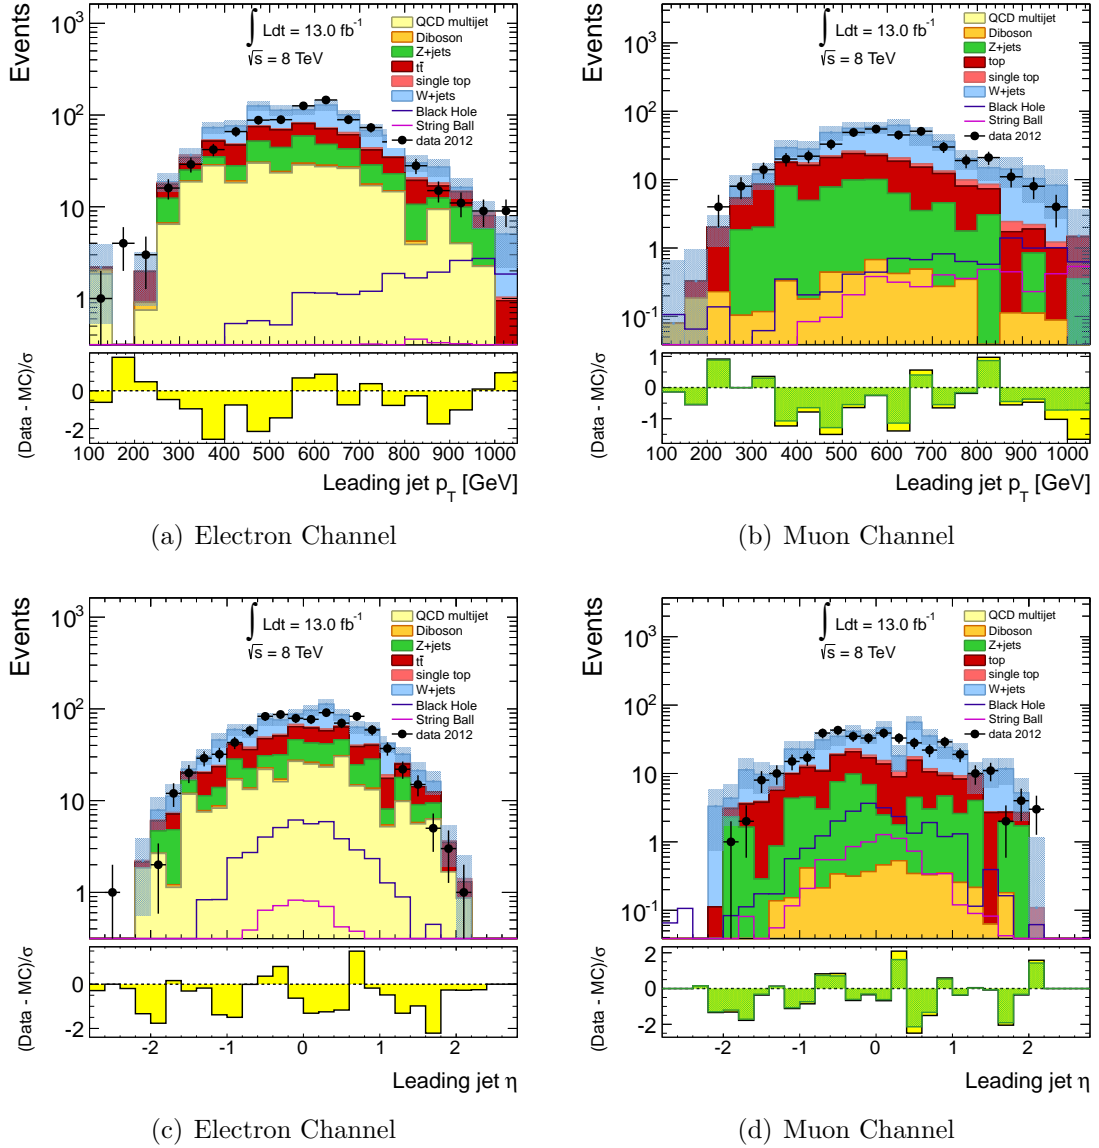 Events
10³
10²
10
1
∫ Ldt = 13.0 fb⁻¹
√s = 8 TeV
QCD multijet
Diboson
Z+jets
tt̄
single top
W+jets
Black Hole
String Ball
data 2012
(Data - MC)/σ
0
-2
100 200 300 400 500 600 700 800 900 1000
Leading jet p_T [GeV]
(a) Electron Channel
Events
10³
10²
10
1
10⁻¹
∫ Ldt = 13.0 fb⁻¹
√s = 8 TeV
QCD multijet
Diboson
Z+jets
top
single top
W+jets
Black Hole
String Ball
data 2012
(Data - MC)/σ
1
0
-1
100 200 300 400 500 600 700 800 900 1000
Leading jet p_T [GeV]
(b) Muon Channel
Events
10³
10²
10
1
∫ Ldt = 13.0 fb⁻¹
√s = 8 TeV
QCD multijet
Diboson
Z+jets
tt̄
single top
W+jets
Black Hole
String Ball
data 2012
(Data - MC)/σ
0
-2
-2 -1 0 1 2
Leading jet η
(c) Electron Channel
Events
10³
10²
10
1
10⁻¹
∫ Ldt = 13.0 fb⁻¹
√s = 8 TeV
QCD multijet
Diboson
Z+jets
top
single top
W+jets
Black Hole
String Ball
data 2012
(Data - MC)/σ
2
0
-2
-2 -1 0 1 2
Leading jet η
(d) Muon Channel